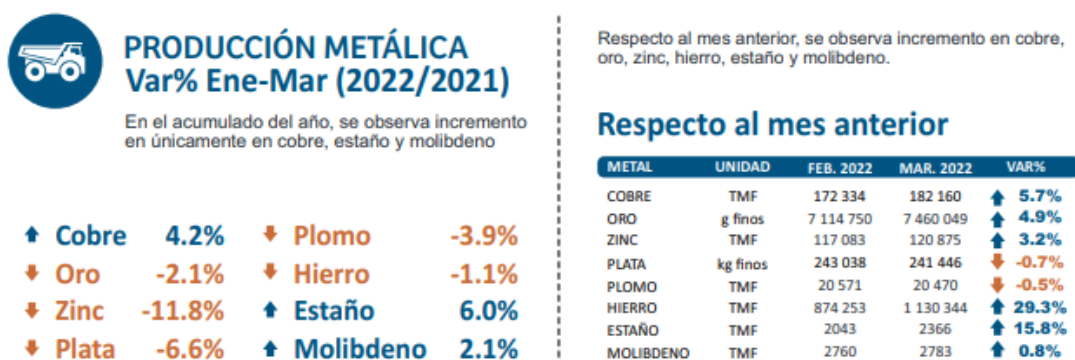 PRODUCCIÓN METÁLICA
Var% Ene-Mar (2022/2021)
En el acumulado del año, se observa incremento
en únicamente en cobre, estaño y molibdeno
Cobre 4.2% Plomo -3.9%
Oro -2.1% Hierro -1.1%
Zinc -11.8% Estaño 6.0%
Plata -6.6% Molibdeno 2.1%
Respecto al mes anterior, se observa incremento en cobre,
oro, zinc, hierro, estaño y molibdeno.
Respecto al mes anterior
METAL UNIDAD FEB. 2022 MAR. 2022 VAR%
COBRE TMF 172 334 182 160 5.7%
ORO g finos 7 114 750 7 460 049 4.9%
ZINC TMF 117 083 120 875 3.2%
PLATA kg finos 243 038 241 446 -0.7%
PLOMO TMF 20 571 20 470 -0.5%
HIERRO TMF 874 253 1 130 344 29.3%
ESTAÑO TMF 2043 2366 15.8%
MOLIBDENO TMF 2760 2783 0.8%